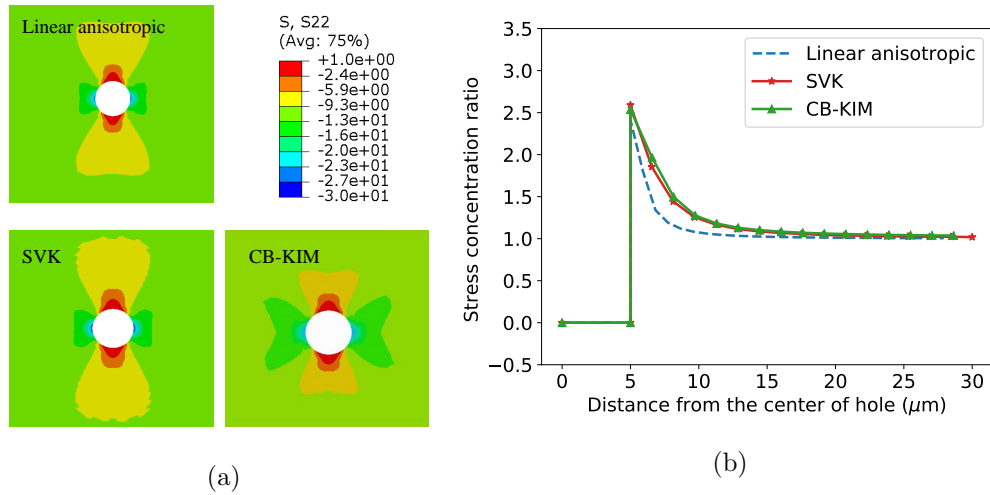 Linear anisotropic
S, S22
(Avg: 75%)
+1.0e+00
-2.4e+00
-5.9e+00
-9.3e+00
-1.3e+01
-1.6e+01
-2.0e+01
-2.3e+01
-2.7e+01
-3.0e+01
SVK
CB-KIM
(a)
Stress concentration ratio
3.5
3.0
2.5
2.0
1.5
1.0
0.5
0.0
−0.5
Linear anisotropic
SVK
CB-KIM
0 5 10 15 20 25 30
Distance from the center of hole (μm)
(b)